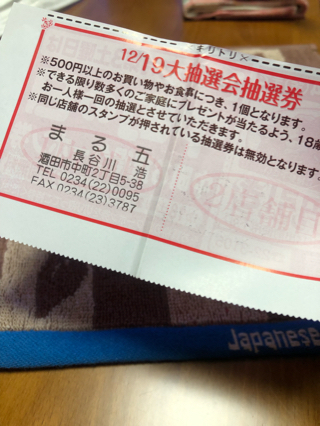 キリトリ
12/19大抽選会抽選券
※500円以上のお買い物やお食事につき、1個となります。
※できる限り数多くのご家庭にプレゼントが当たるよう、18歳
お一人様一回の抽選とさせていただきます。
※同じ店舗のスタンプが押されている抽選券は無効となります。
まる五
長谷川 浩
酒田市中町2丁目5-38
TEL 0234(22)0095
FAX 0234(23)3787
Japanese